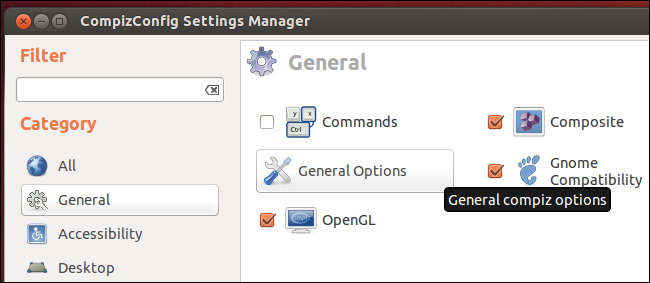 CompizConfig Settings Manager
Filter
Category
All
General
Accessibility
Desktop
General
y x
Ctrl
Commands
Composite
General Options
Gnome
Compatibility
General compiz options
OpenGL